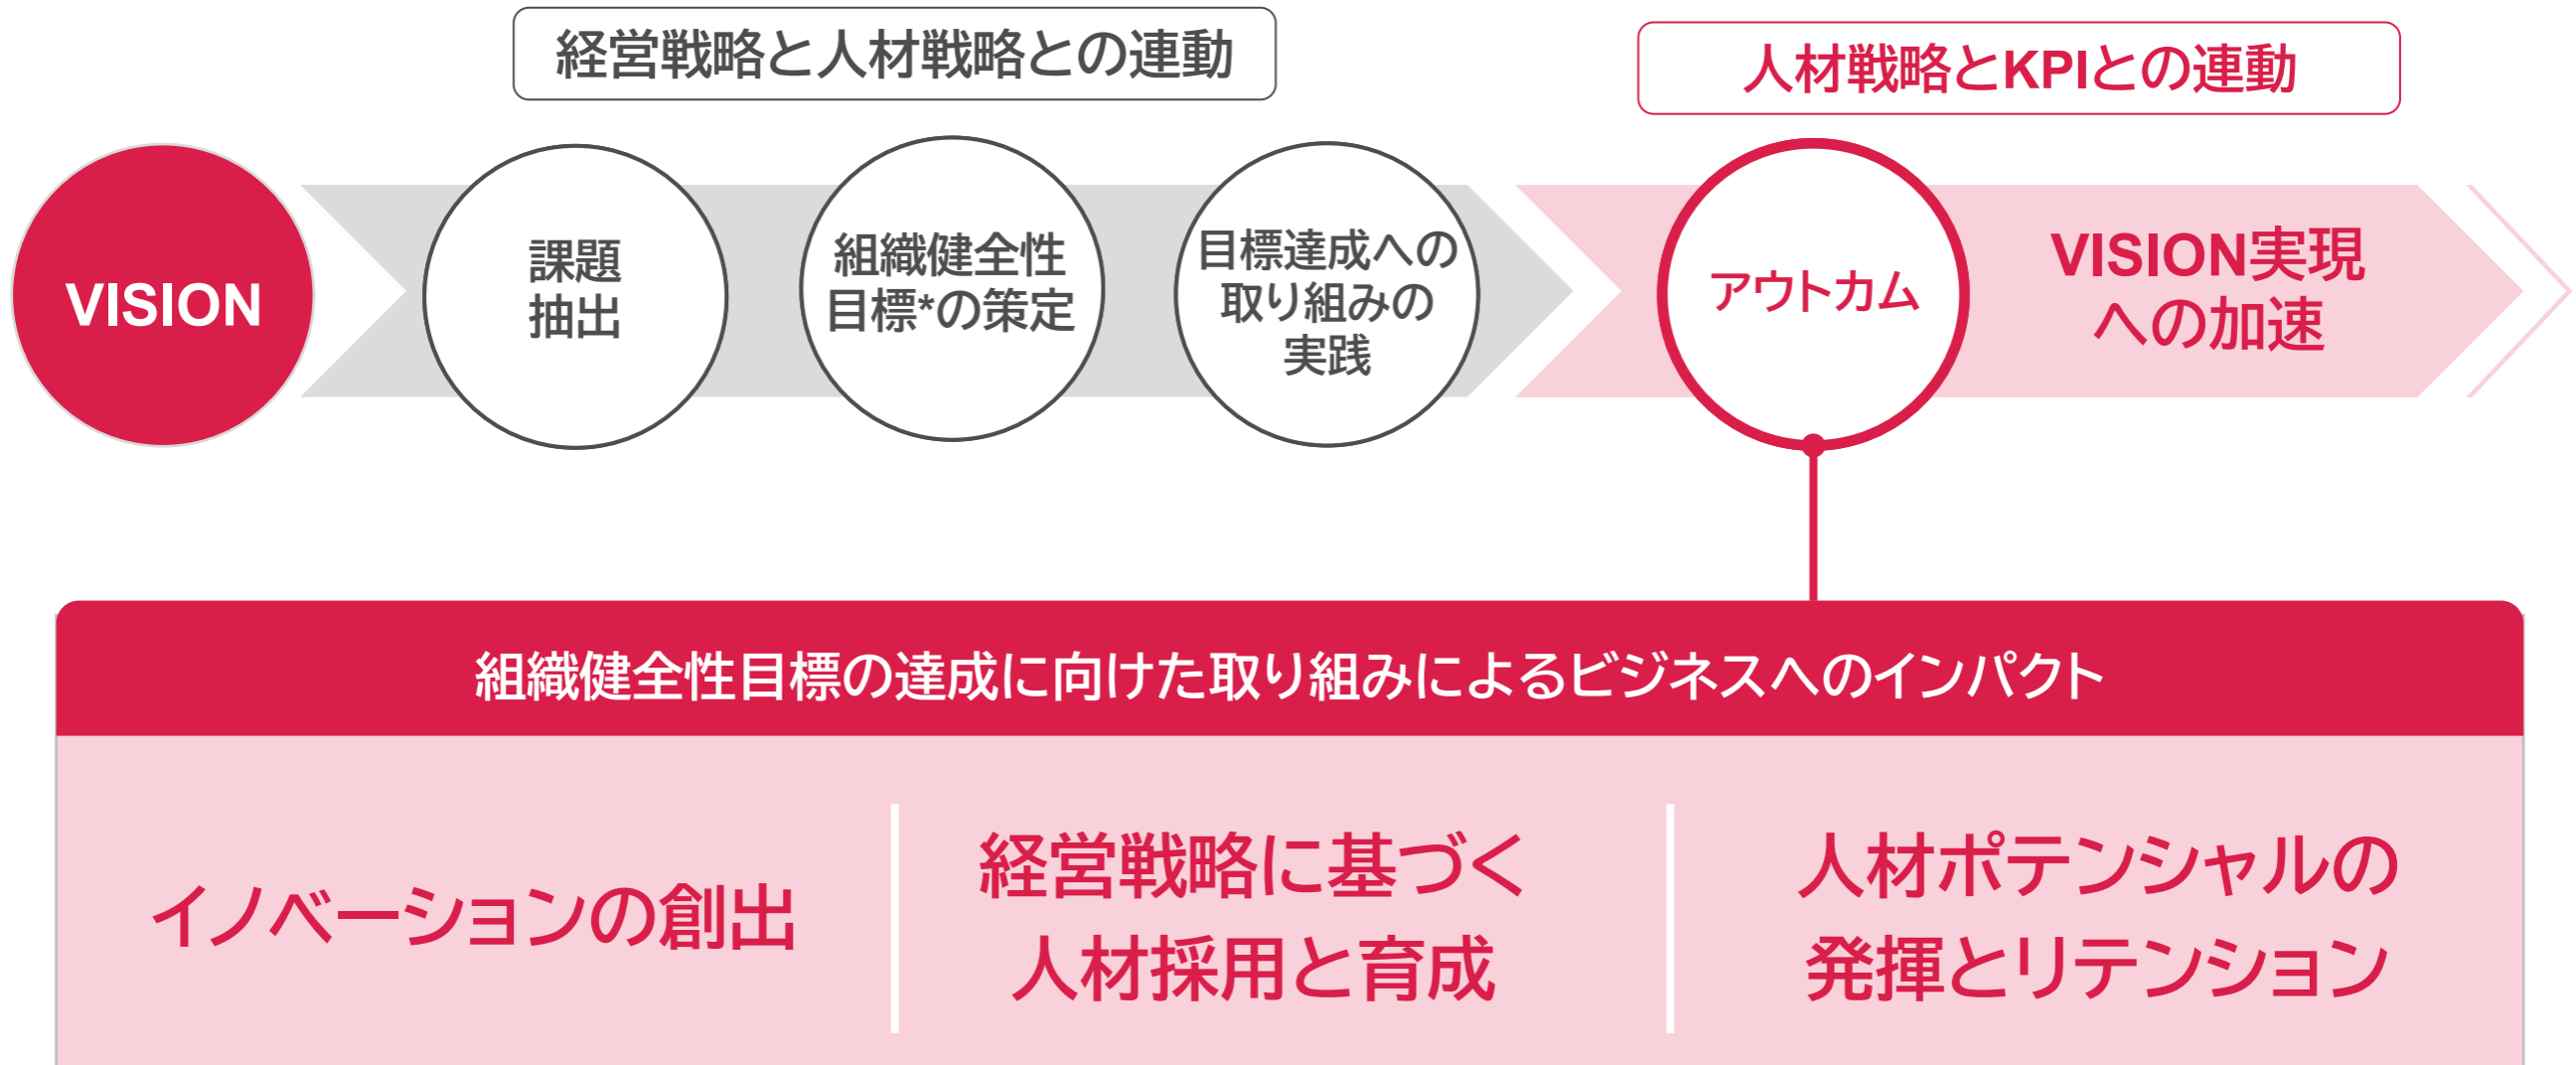 経営戦略と人材戦略との連動
人材戦略とKPIとの連動
VISION
課題
抽出
組織健全性
目標*の策定
目標達成への
取り組みの
実践
アウトカム
VISION実現
への加速
組織健全性目標の達成に向けた取り組みによるビジネスへのインパクト
イノベーションの創出
経営戦略に基づく
人材採用と育成
人材ポテンシャルの
発揮とリテンション